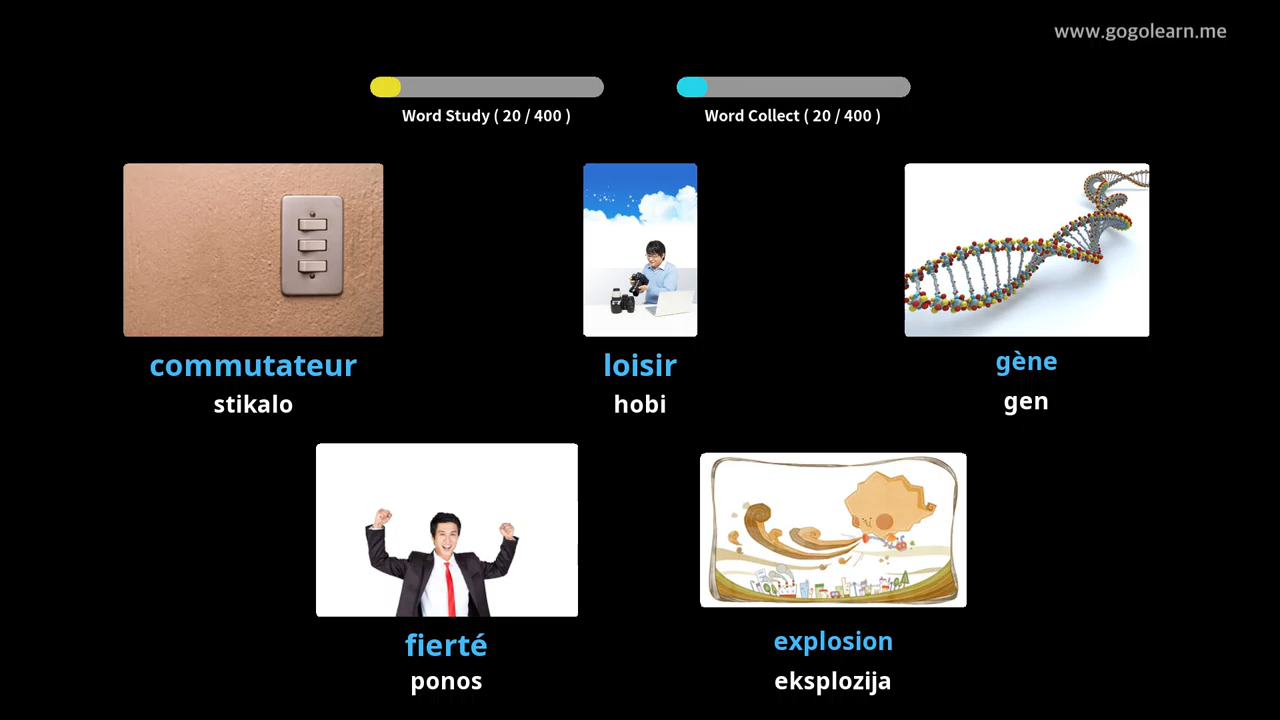 www.gogolearn.me
Word Study ( 20 / 400 )
Word Collect ( 20 / 400 )
commutateur
stikalo
loisir
hobi
gène
gen
fierté
ponos
explosion
eksplozija